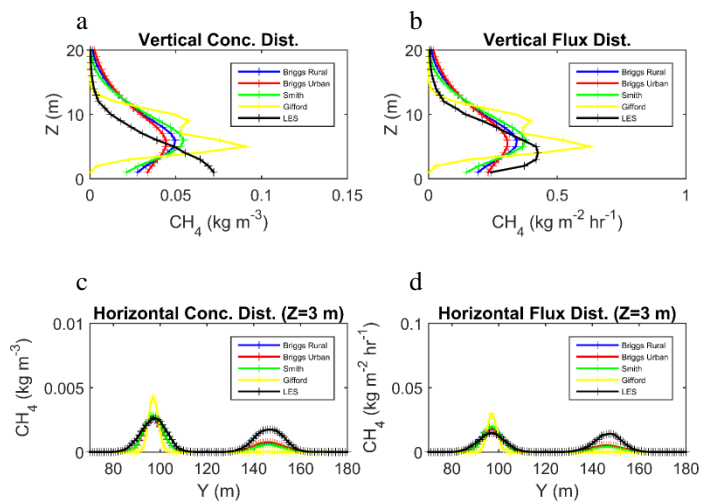 a
b
Vertical Conc. Dist.
Vertical Flux Dist.
20
10
0
Z (m)
0
0.05
0.1
0.15
CH4 (kg m-3)
Briggs Rural
Briggs Urban
Smith
Gifford
LES
20
10
0
Z (m)
0
0.5
1
CH4 (kg m-2 hr-1)
Briggs Rural
Briggs Urban
Smith
Gifford
LES
c
d
Horizontal Conc. Dist. (Z=3 m)
Horizontal Flux Dist. (Z=3 m)
0.01
0.005
0
CH4 (kg m-3)
80
100
120
140
160
180
Y (m)
Briggs Rural
Briggs Urban
Smith
Gifford
LES
0.1
0.05
0
CH4 (kg m-2 hr-1)
80
100
120
140
160
180
Y (m)
Briggs Rural
Briggs Urban
Smith
Gifford
LES